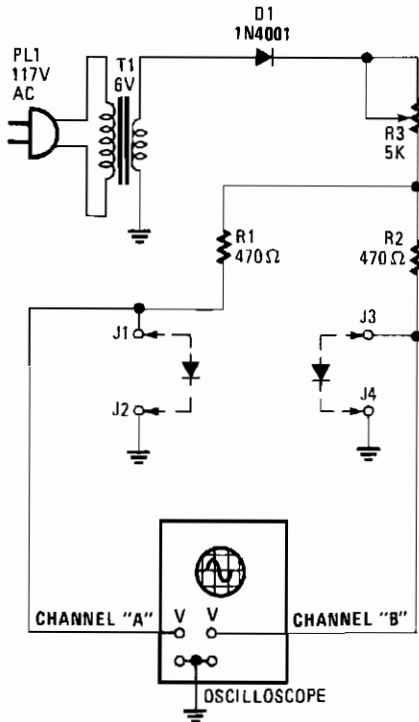 D1
1N4001
PL1
117V
AC
T1
6V
R3
5K
R1
470Ω
R2
470Ω
J1
J3
J2
J4
V V
CHANNEL "A"
CHANNEL "B"
OSCILLOSCOPE